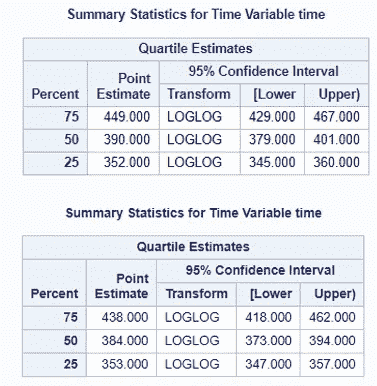 Summary Statistics for Time Variable time
Quartile Estimates
Percent Point Estimate 95% Confidence Interval
Transform [Lower Upper)
75 449.000 LOGLOG 429.000 467.000
50 390.000 LOGLOG 379.000 401.000
25 352.000 LOGLOG 345.000 360.000
Summary Statistics for Time Variable time
Quartile Estimates
Percent Point Estimate 95% Confidence Interval
Transform [Lower Upper)
75 438.000 LOGLOG 418.000 462.000
50 384.000 LOGLOG 373.000 394.000
25 353.000 LOGLOG 347.000 357.000